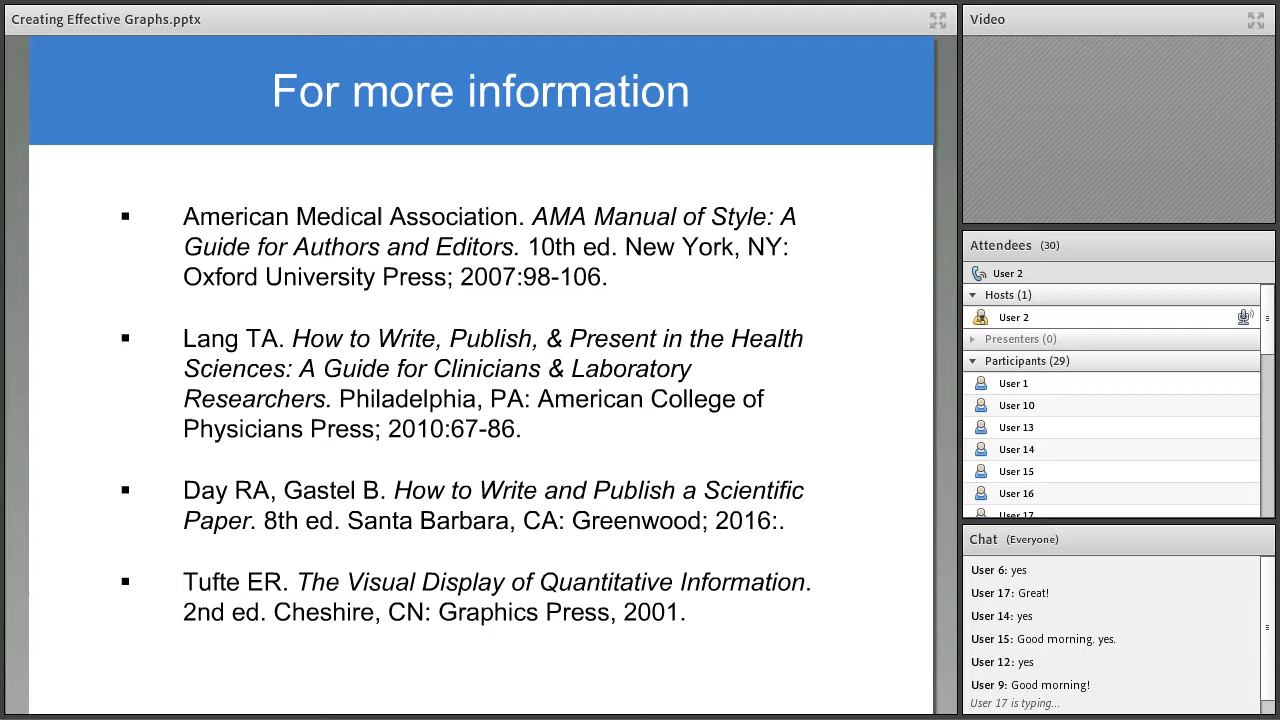 Creating Effective Graphs.pptx
For more information
▪ American Medical Association. AMA Manual of Style: A
Guide for Authors and Editors. 10th ed. New York, NY:
Oxford University Press; 2007:98-106.
▪ Lang TA. How to Write, Publish, & Present in the Health
Sciences: A Guide for Clinicians & Laboratory
Researchers. Philadelphia, PA: American College of
Physicians Press; 2010:67-86.
▪ Day RA, Gastel B. How to Write and Publish a Scientific
Paper. 8th ed. Santa Barbara, CA: Greenwood; 2016:.
▪ Tufte ER. The Visual Display of Quantitative Information.
2nd ed. Cheshire, CN: Graphics Press, 2001.
Video
Attendees (30)
User 2
Hosts (1)
User 2
Presenters (0)
Participants (29)
User 1
User 10
User 13
User 14
User 15
User 16
User 17
Chat (Everyone)
User 6: yes
User 17: Great!
User 14: yes
User 15: Good morning. yes.
User 12: yes
User 9: Good morning!
User 17 is typing...